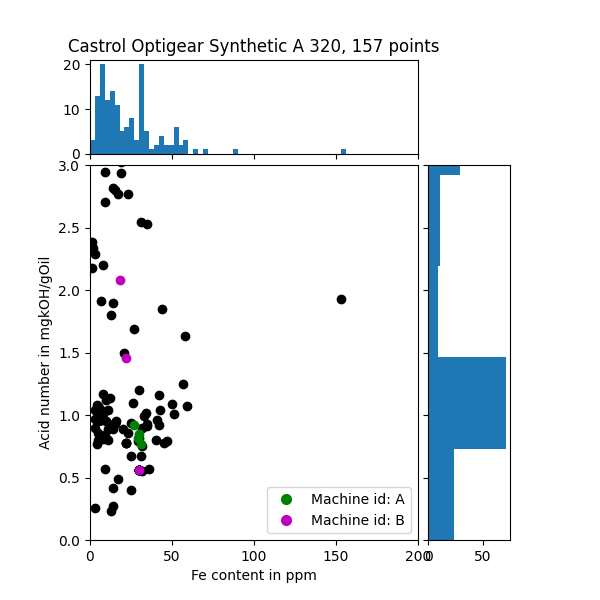 Castrol Optigear Synthetic A 320, 157 points
20
10
0
3.0
2.5
2.0
1.5
1.0
0.5
0.0
Acid number in mgkOH/gOil
Machine id: A
Machine id: B
0 50 100 150 200
0 50
Fe content in ppm